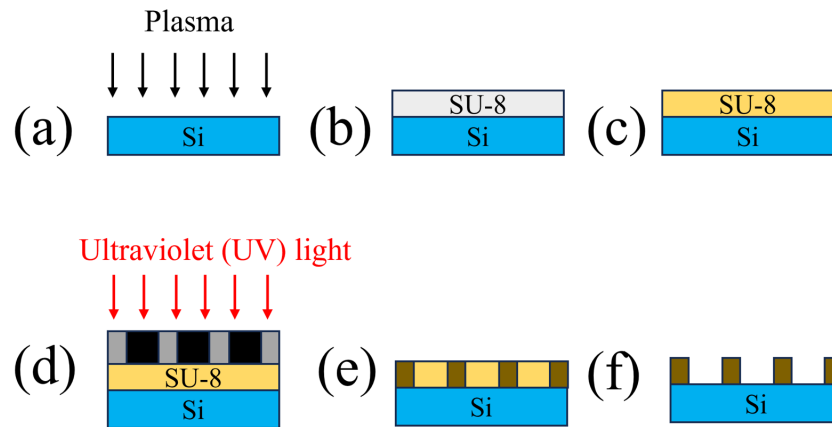 Plasma
(a)
Si
(b)
SU-8
Si
(c)
SU-8
Si
Ultraviolet (UV) light
(d)
SU-8
Si
(e)
Si
(f)
Si